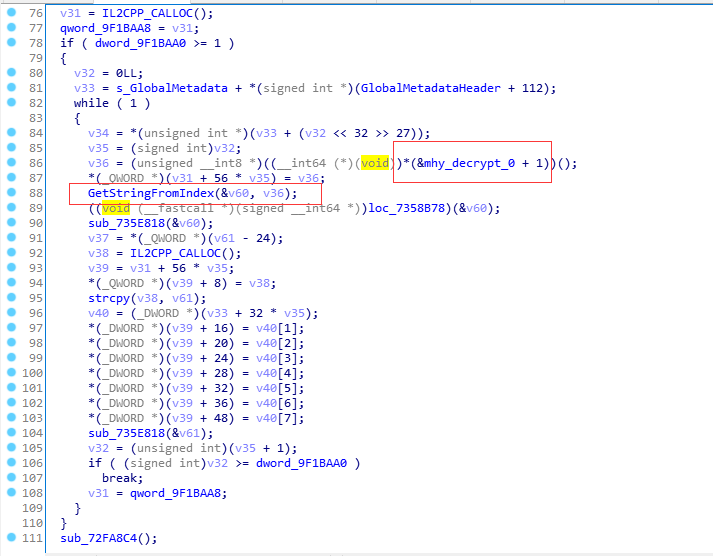 76 v31 = IL2CPP_CALLOC();
77 qword_9F1BAA8 = v31;
78 if ( dword_9F1BAA0 >= 1 )
79 {
80 v32 = 0LL;
81 v33 = s_GlobalMetadata + *(signed int *)(GlobalMetadataHeader + 112);
82 while ( 1 )
83 {
84 v34 = *(unsigned int *)(v33 + (v32 << 32 >> 27));
85 v35 = (signed int)v32;
86 v36 = (unsigned __int8 *)((__int64 (*)(void))*(&mhy_decrypt_0 + 1))();
87 *(_QWORD *)(v31 + 56 * v35) = v36;
88 GetStringFromIndex(&v60, v36);
89 ((void (__fastcall *)(signed __int64 *))loc_7358B78)(&v60);
90 sub_735E818(&v60);
91 v37 = *(_QWORD *)(v61 - 24);
92 v38 = IL2CPP_CALLOC();
93 v39 = v31 + 56 * v35;
94 *(_QWORD *)(v39 + 8) = v38;
95 strcpy(v38, v61);
96 v40 = (_DWORD *)(v33 + 32 * v35);
97 *(_DWORD *)(v39 + 16) = v40[1];
98 *(_DWORD *)(v39 + 20) = v40[2];
99 *(_DWORD *)(v39 + 24) = v40[3];
100 *(_DWORD *)(v39 + 28) = v40[4];
101 *(_DWORD *)(v39 + 32) = v40[5];
102 *(_DWORD *)(v39 + 36) = v40[6];
103 *(_DWORD *)(v39 + 48) = v40[7];
104 sub_735E818(&v61);
105 v32 = (unsigned int)(v35 + 1);
106 if ( (signed int)v32 >= dword_9F1BAA0 )
107 break;
108 v31 = qword_9F1BAA8;
109 }
110 }
111 sub_72FA8C4();